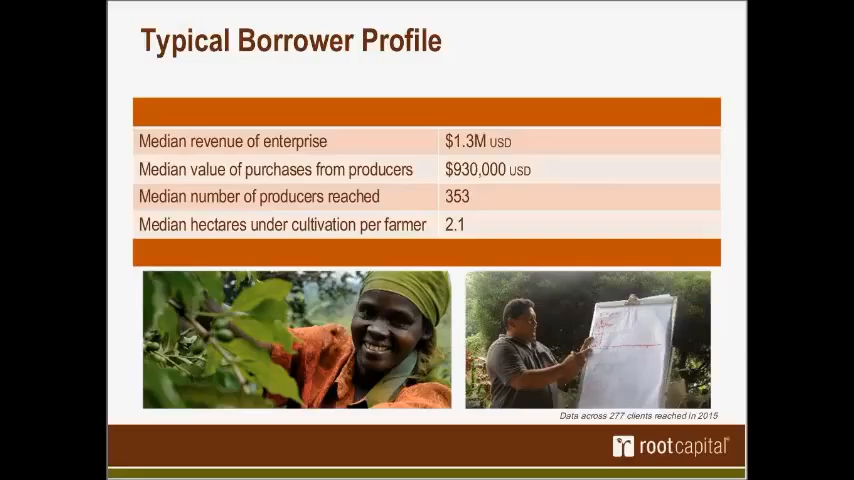 Typical Borrower Profile
Median revenue of enterprise $1.3M USD
Median value of purchases from producers $930,000 USD
Median number of producers reached 353
Median hectares under cultivation per farmer 2.1
Data across 277 clients reached in 2015
rootcapital®